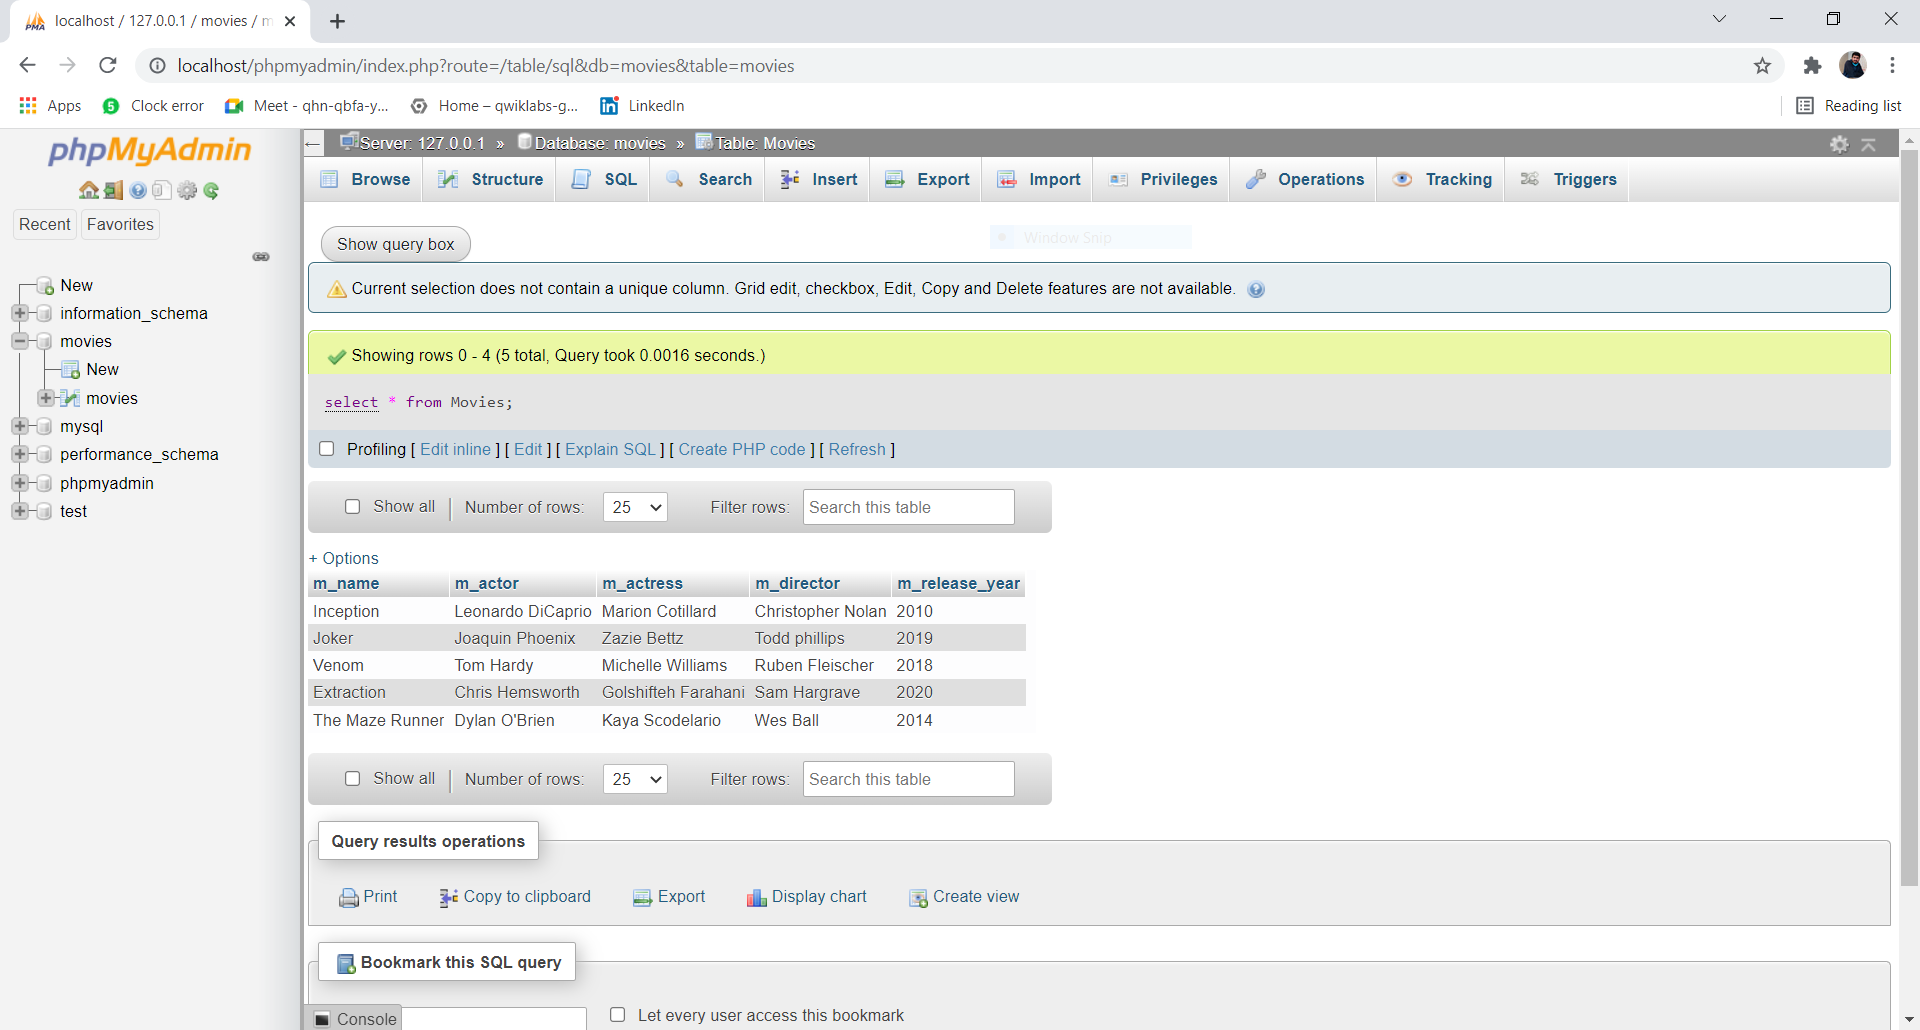 localhost / 127.0.0.1 / movies / m
localhost/phpmyadmin/index.php?route=/table/sql&db=movies&table=movies
Apps 5 Clock error Meet - qhn-qbfa-y... Home – qwiklabs-g... in LinkedIn Reading list
phpMyAdmin
Recent Favorites
New
information_schema
movies
New
movies
mysql
performance_schema
phpmyadmin
test
Server: 127.0.0.1 » Database: movies » Table: Movies
Browse Structure SQL Search Insert Export Import Privileges Operations Tracking Triggers
Show query box
Window Snip
Current selection does not contain a unique column. Grid edit, checkbox, Edit, Copy and Delete features are not available.
Showing rows 0 - 4 (5 total, Query took 0.0016 seconds.)
select * from Movies;
Profiling [ Edit inline ] [ Edit ] [ Explain SQL ] [ Create PHP code ] [ Refresh ]
Show all Number of rows: 25 Filter rows: Search this table
+ Options
m_name m_actor m_actress m_director m_release_year
Inception Leonardo DiCaprio Marion Cotillard Christopher Nolan 2010
Joker Joaquin Phoenix Zazie Bettz Todd phillips 2019
Venom Tom Hardy Michelle Williams Ruben Fleischer 2018
Extraction Chris Hemsworth Golshifteh Farahani Sam Hargrave 2020
The Maze Runner Dylan O'Brien Kaya Scodelario Wes Ball 2014
Show all Number of rows: 25 Filter rows: Search this table
Query results operations
Print Copy to clipboard Export Display chart Create view
Bookmark this SQL query
Console
Let every user access this bookmark